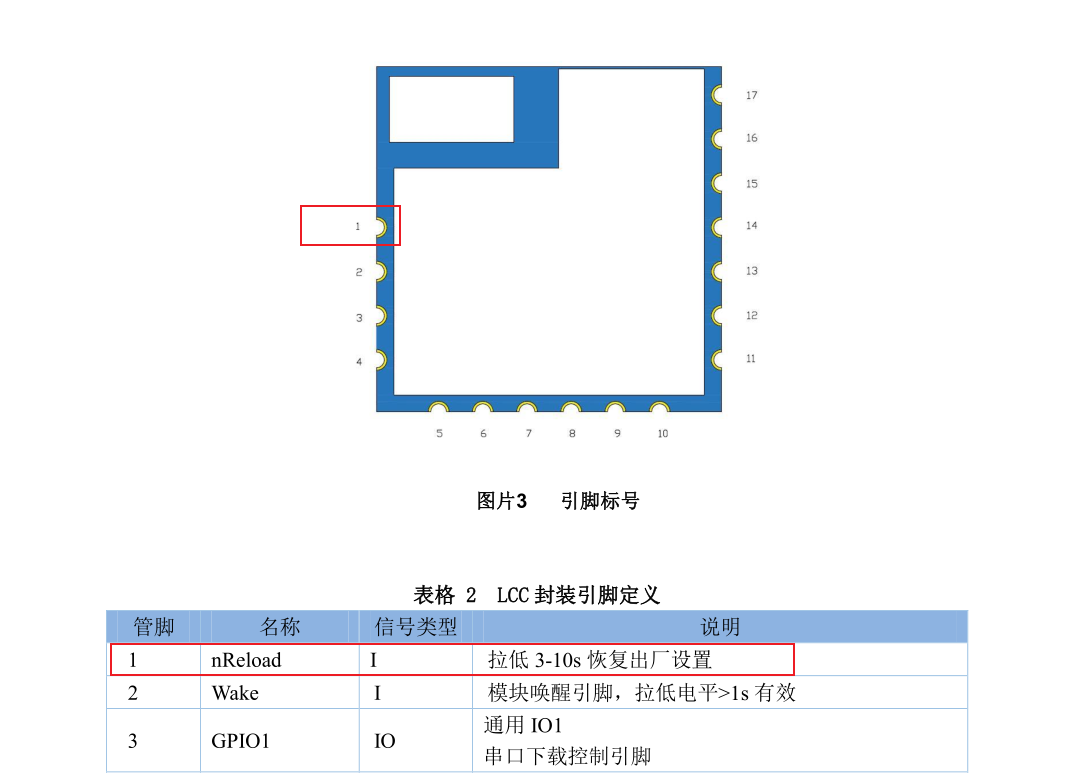 17
16
15
1
14
2
13
3
12
4
11
5 6 7 8 9 10
图片3 引脚标号
表格 2 LCC 封装引脚定义
管脚 名称 信号类型 说明
1 nReload I 拉低 3-10s 恢复出厂设置
2 Wake I 模块唤醒引脚，拉低电平>1s 有效
3 GPIO1 IO 通用 IO1
串口下载控制引脚